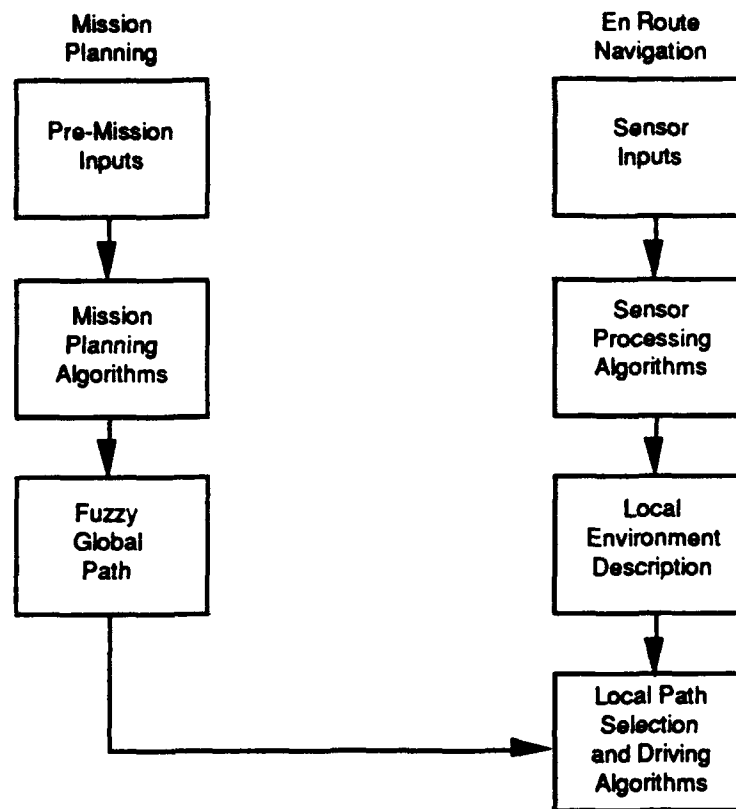 Mission
Planning
Pre-Mission
Inputs
Mission
Planning
Algorithms
Fuzzy
Global
Path
En Route
Navigation
Sensor
Inputs
Sensor
Processing
Algorithms
Local
Environment
Description
Local Path
Selection
and Driving
Algorithms